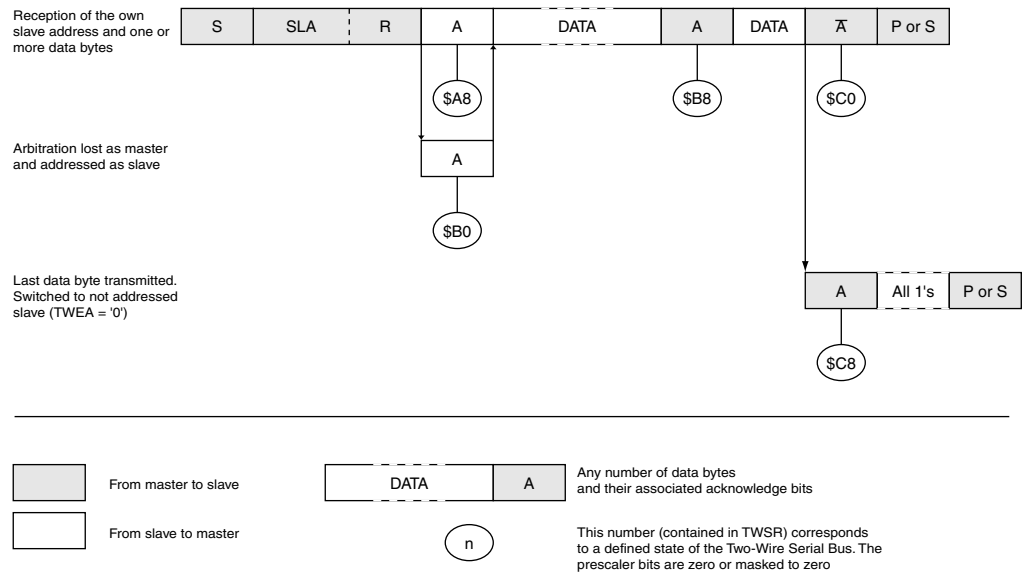 Reception of the own
slave address and one or
more data bytes
S SLA R A DATA A DATA A̅ P or S
$A8 $B8 $C0
Arbitration lost as master
and addressed as slave
A
$B0
Last data byte transmitted.
Switched to not addressed
slave (TWEA = '0')
A All 1's P or S
$C8
From master to slave
DATA A
Any number of data bytes
and their associated acknowledge bits
From slave to master
n
This number (contained in TWSR) corresponds
to a defined state of the Two-Wire Serial Bus. The
prescaler bits are zero or masked to zero